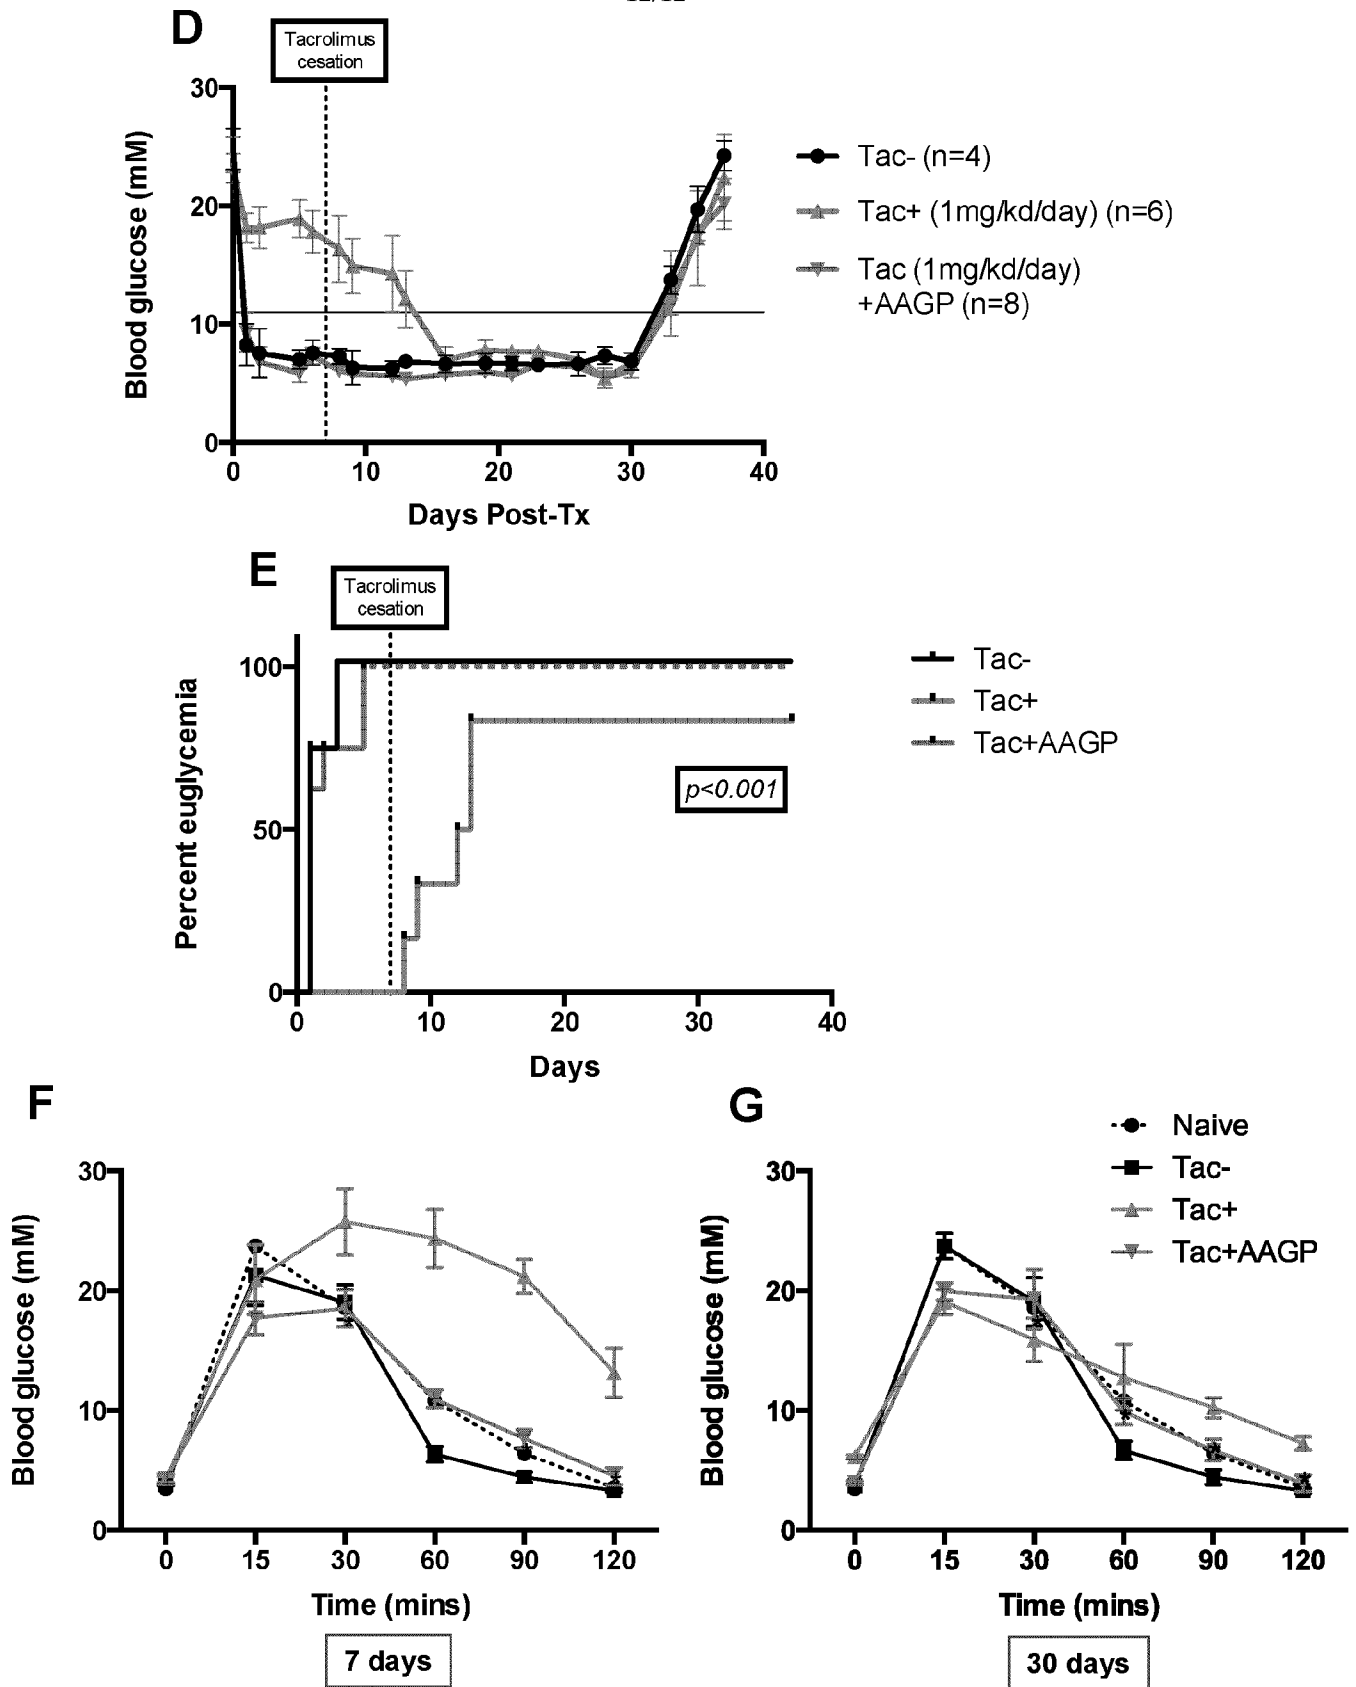 D
Tacrolimus
cesation
30
20
10
0
Blood glucose (mM)
0 10 20 30 40
Days Post-Tx
Tac- (n=4)
Tac+ (1mg/kd/day) (n=6)
Tac (1mg/kd/day)
+AAGP (n=8)
E
Tacrolimus
cesation
100
50
0
Percent euglycemia
0 10 20 30 40
Days
Tac-
Tac+
Tac+AAGP
p<0.001
F
30
20
10
0
Blood glucose (mM)
0 15 30 60 90 120
Time (mins)
7 days
G
Naive
Tac-
Tac+
Tac+AAGP
30
20
10
0
Blood glucose (mM)
0 15 30 60 90 120
Time (mins)
30 days